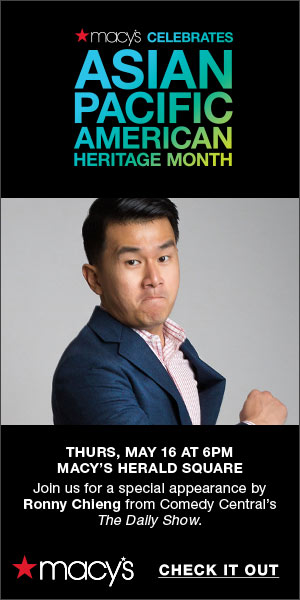 macy's CELEBRATES
ASIAN
PACIFIC
AMERICAN
HERITAGE MONTH
THURS, MAY 16 AT 6PM
MACY'S HERALD SQUARE
Join us for a special appearance by
Ronny Chieng from Comedy Central's
The Daily Show.
macy's CHECK IT OUT